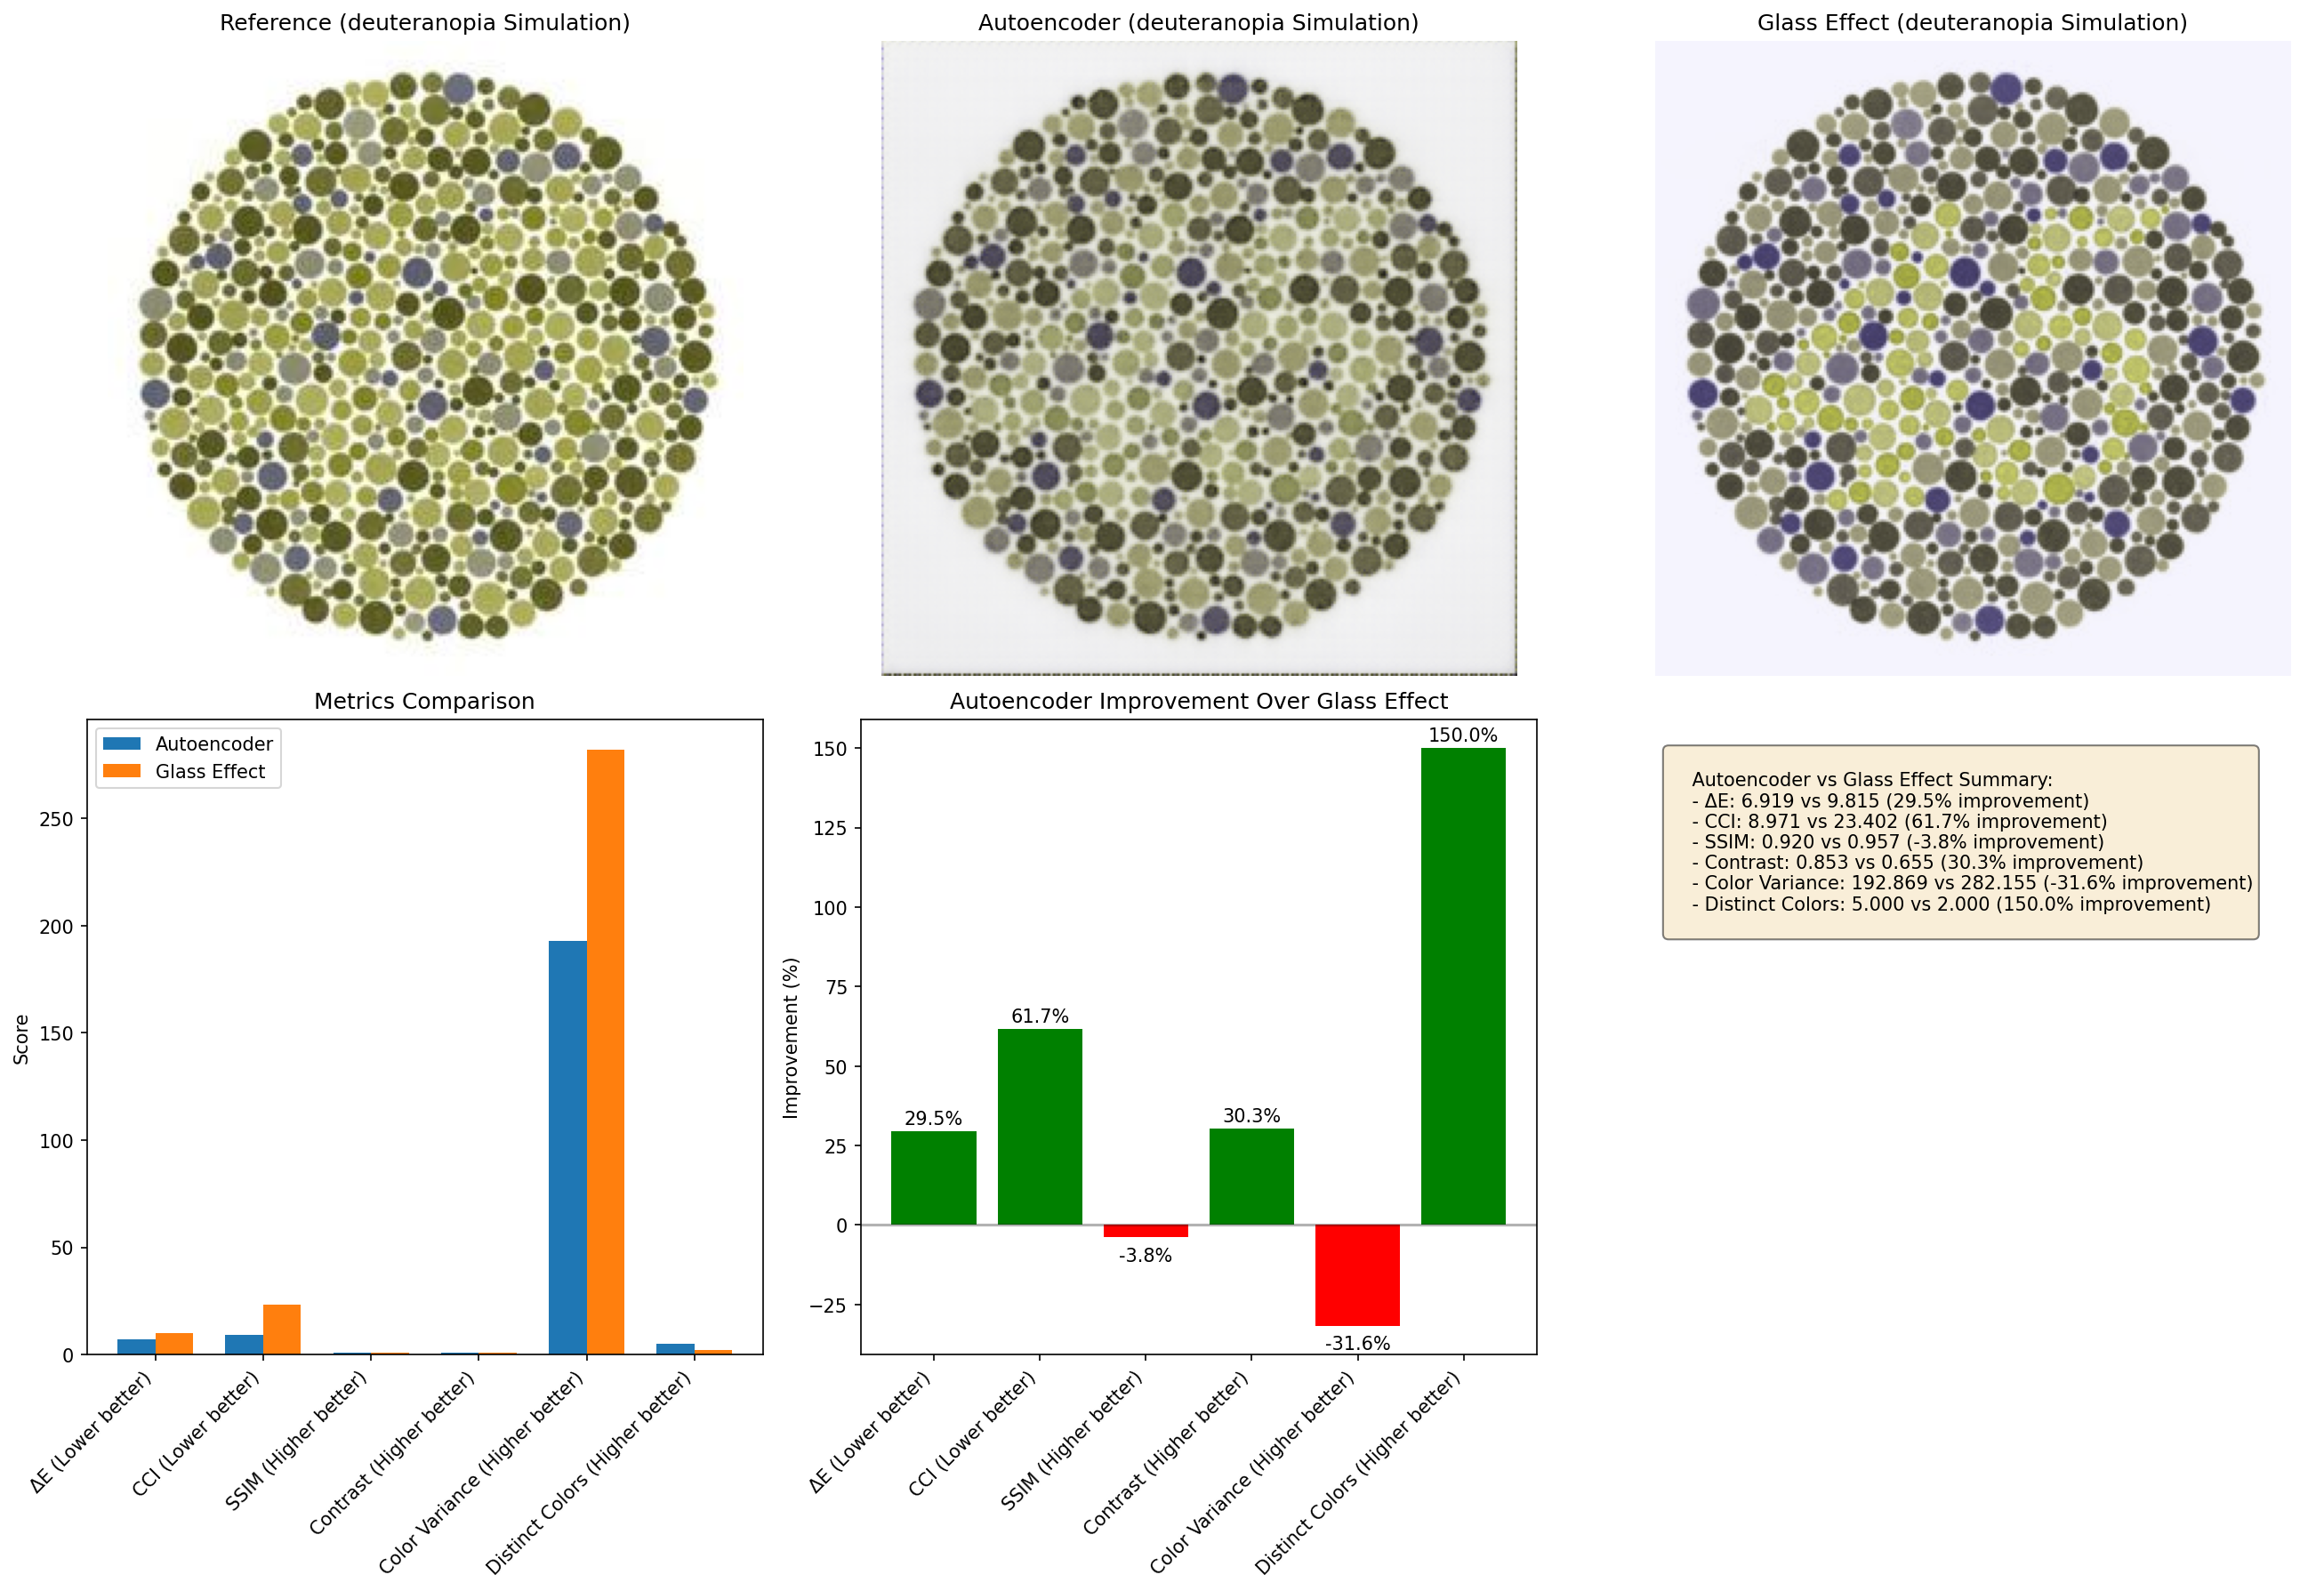 Reference (deuteranopia Simulation)
Autoencoder (deuteranopia Simulation)
Glass Effect (deuteranopia Simulation)
Metrics Comparison
Autoencoder
Glass Effect
Score
250
200
150
100
50
0
ΔE (Lower better)
CCI (Lower better)
SSIM (Higher better)
Contrast (Higher better)
Color Variance (Higher better)
Distinct Colors (Higher better)
Autoencoder Improvement Over Glass Effect
Improvement (%)
150
125
100
75
50
25
0
−25
29.5%
61.7%
-3.8%
30.3%
-31.6%
150.0%
ΔE (Lower better)
CCI (Lower better)
SSIM (Higher better)
Contrast (Higher better)
Color Variance (Higher better)
Distinct Colors (Higher better)
Autoencoder vs Glass Effect Summary:
- ΔE: 6.919 vs 9.815 (29.5% improvement)
- CCI: 8.971 vs 23.402 (61.7% improvement)
- SSIM: 0.920 vs 0.957 (-3.8% improvement)
- Contrast: 0.853 vs 0.655 (30.3% improvement)
- Color Variance: 192.869 vs 282.155 (-31.6% improvement)
- Distinct Colors: 5.000 vs 2.000 (150.0% improvement)